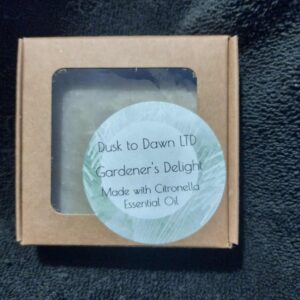 Dusk to Dawn LTD
Gardener's Delight
Made with Citronella
Essential Oil